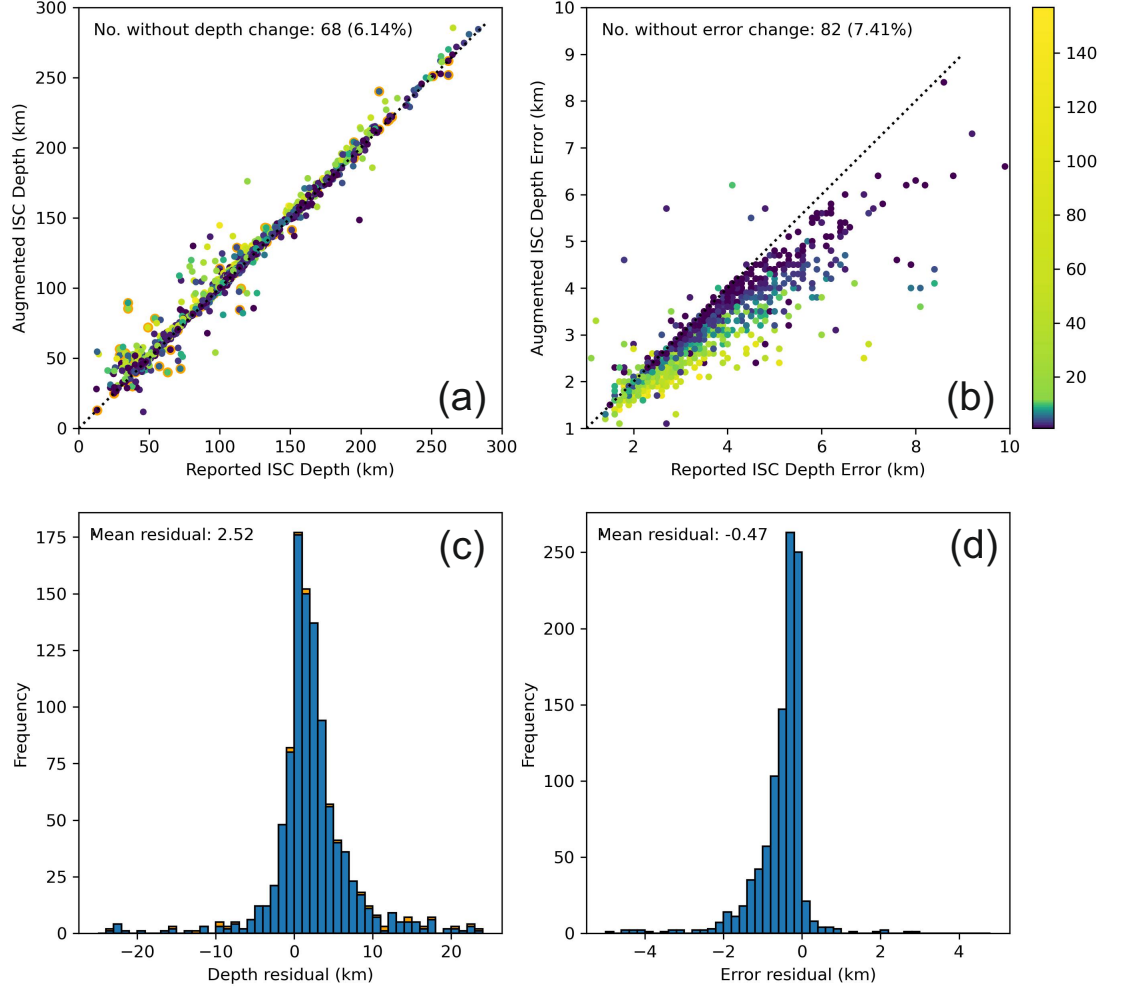 No. without depth change: 68 (6.14%)
300
250
200
150
100
50
0
Augmented ISC Depth (km)
(a)
0 50 100 150 200 250 300
Reported ISC Depth (km)
No. without error change: 82 (7.41%)
10
9
8
7
6
5
4
3
2
1
Augmented ISC Depth Error (km)
(b)
2 4 6 8 10
Reported ISC Depth Error (km)
140
120
100
80
60
40
20
Mean residual: 2.52
(c)
175
150
125
100
75
50
25
0
Frequency
−20 −10 0 10 20
Depth residual (km)
Mean residual: -0.47
(d)
250
200
150
100
50
0
Frequency
−4 −2 0 2 4
Error residual (km)